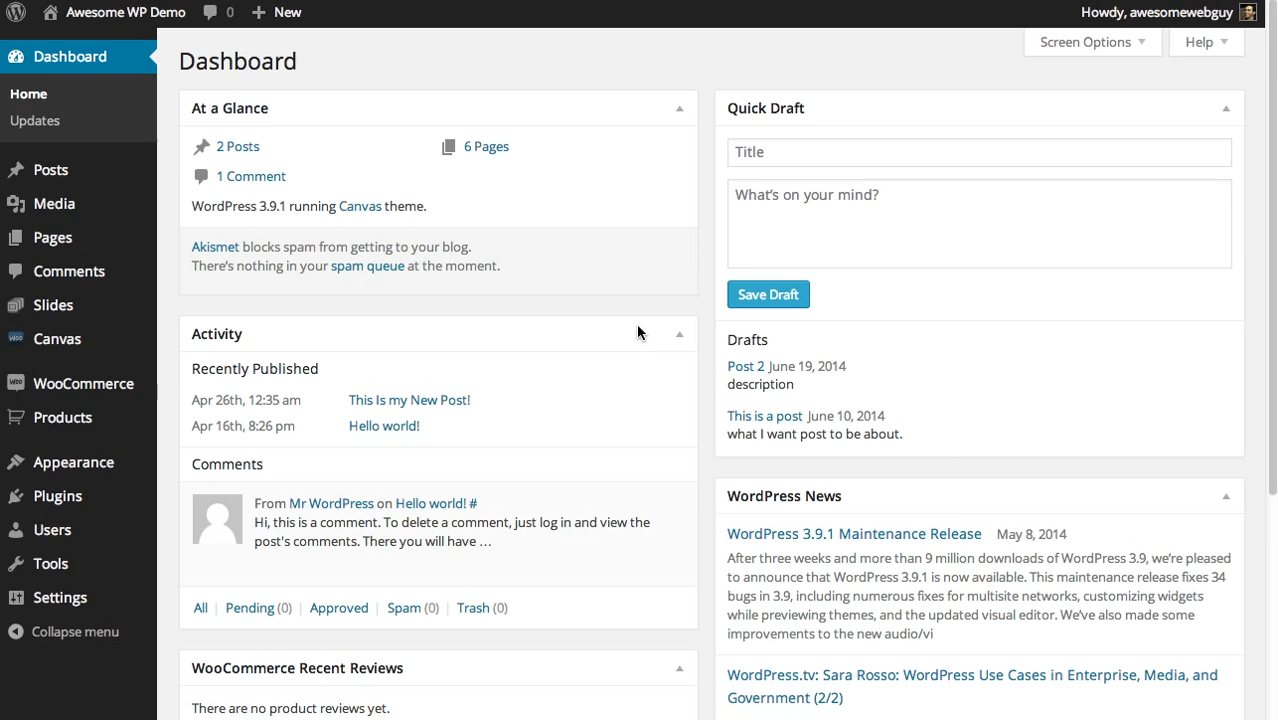 Awesome WP Demo 0 New Howdy, awesomewebguy
Dashboard
Home
Updates
Posts
Media
Pages
Comments
Slides
Canvas
WooCommerce
Products
Appearance
Plugins
Users
Tools
Settings
Collapse menu
Screen Options Help
Dashboard
At a Glance
2 Posts 6 Pages
1 Comment
WordPress 3.9.1 running Canvas theme.
Akismet blocks spam from getting to your blog.
There's nothing in your spam queue at the moment.
Activity
Recently Published
Apr 26th, 12:35 am This Is my New Post!
Apr 16th, 8:26 pm Hello world!
Comments
From Mr WordPress on Hello world! #
Hi, this is a comment. To delete a comment, just log in and view the
post's comments. There you will have …
All | Pending (0) | Approved | Spam (0) | Trash (0)
WooCommerce Recent Reviews
There are no product reviews yet.
Quick Draft
Title
What's on your mind?
Save Draft
Drafts
Post 2 June 19, 2014
description
This is a post June 10, 2014
what I want post to be about.
WordPress News
WordPress 3.9.1 Maintenance Release May 8, 2014
After three weeks and more than 9 million downloads of WordPress 3.9, we're pleased
to announce that WordPress 3.9.1 is now available. This maintenance release fixes 34
bugs in 3.9, including numerous fixes for multisite networks, customizing widgets
while previewing themes, and the updated visual editor. We've also made some
improvements to the new audio/vi
WordPress.tv: Sara Rosso: WordPress Use Cases in Enterprise, Media, and
Government (2/2)